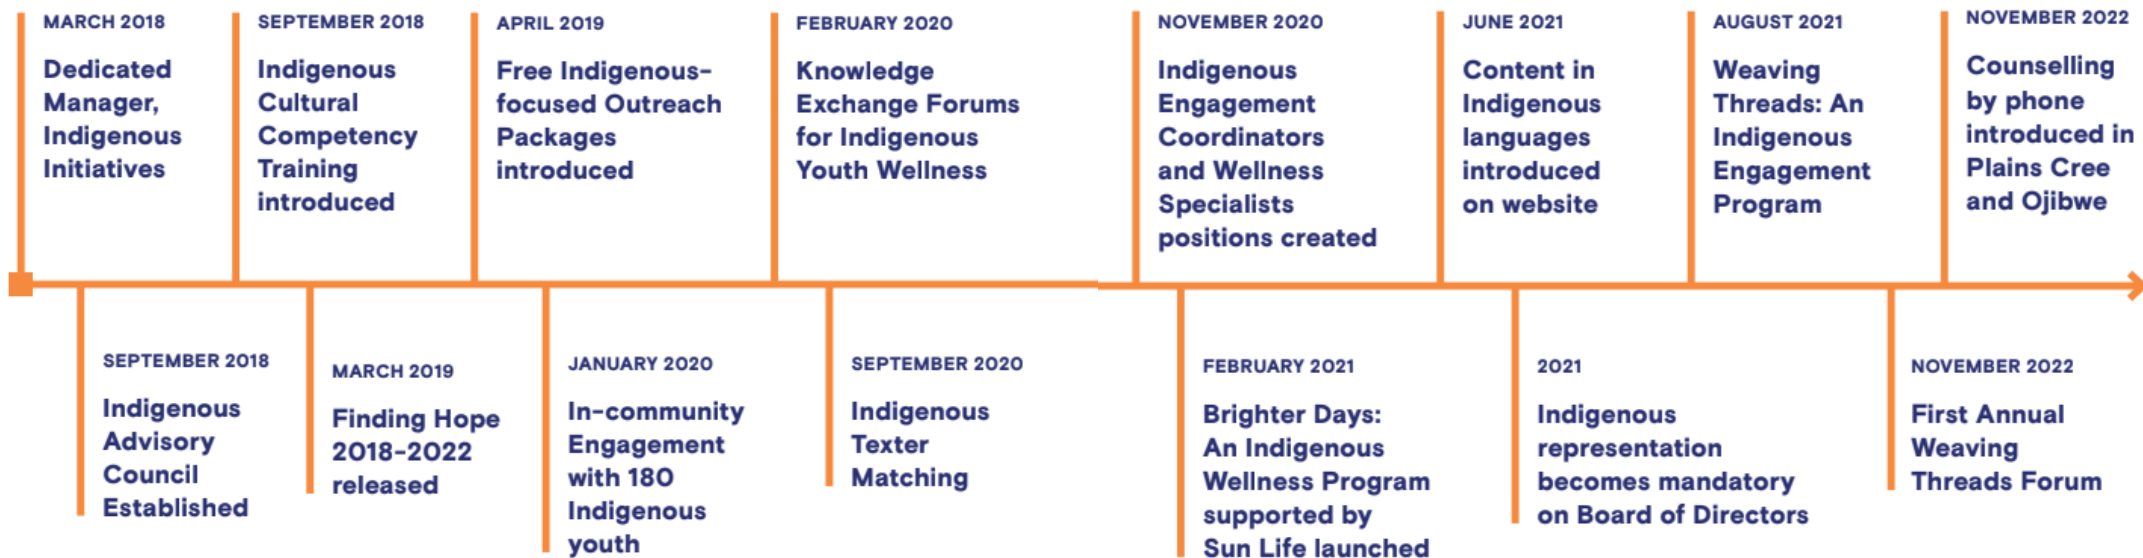 MARCH 2018
Dedicated
Manager,
Indigenous
Initiatives
SEPTEMBER 2018
Indigenous
Cultural
Competency
Training
introduced
APRIL 2019
Free Indigenous-
focused Outreach
Packages
introduced
FEBRUARY 2020
Knowledge
Exchange Forums
for Indigenous
Youth Wellness
NOVEMBER 2020
Indigenous
Engagement
Coordinators
and Wellness
Specialists
positions created
JUNE 2021
Content in
Indigenous
languages
introduced
on website
AUGUST 2021
Weaving
Threads: An
Indigenous
Engagement
Program
NOVEMBER 2022
Counselling
by phone
introduced in
Plains Cree
and Ojibwe
SEPTEMBER 2018
Indigenous
Advisory
Council
Established
MARCH 2019
Finding Hope
2018-2022
released
JANUARY 2020
In-community
Engagement
with 180
Indigenous
youth
SEPTEMBER 2020
Indigenous
Texter
Matching
FEBRUARY 2021
Brighter Days:
An Indigenous
Wellness Program
supported by
Sun Life launched
2021
Indigenous
representation
becomes mandatory
on Board of Directors
NOVEMBER 2022
First Annual
Weaving
Threads Forum